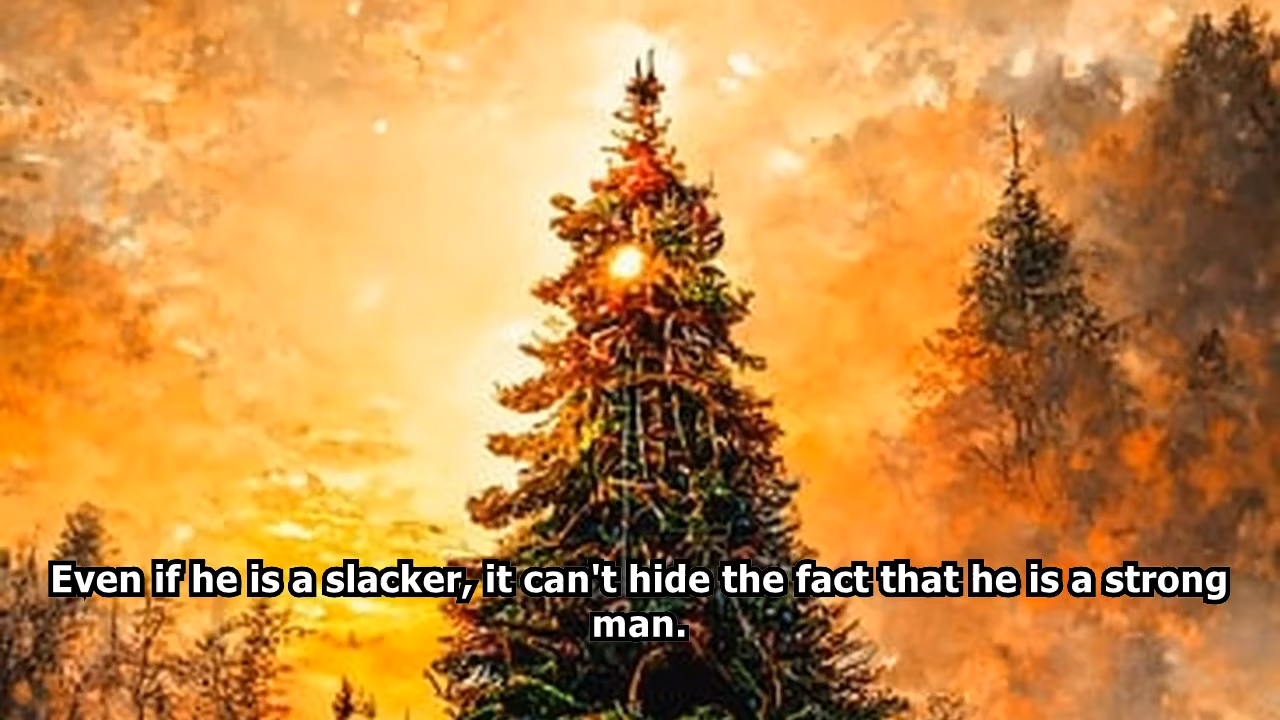 Even if he is a slacker, it can't hide the fact that he is a strong
man.